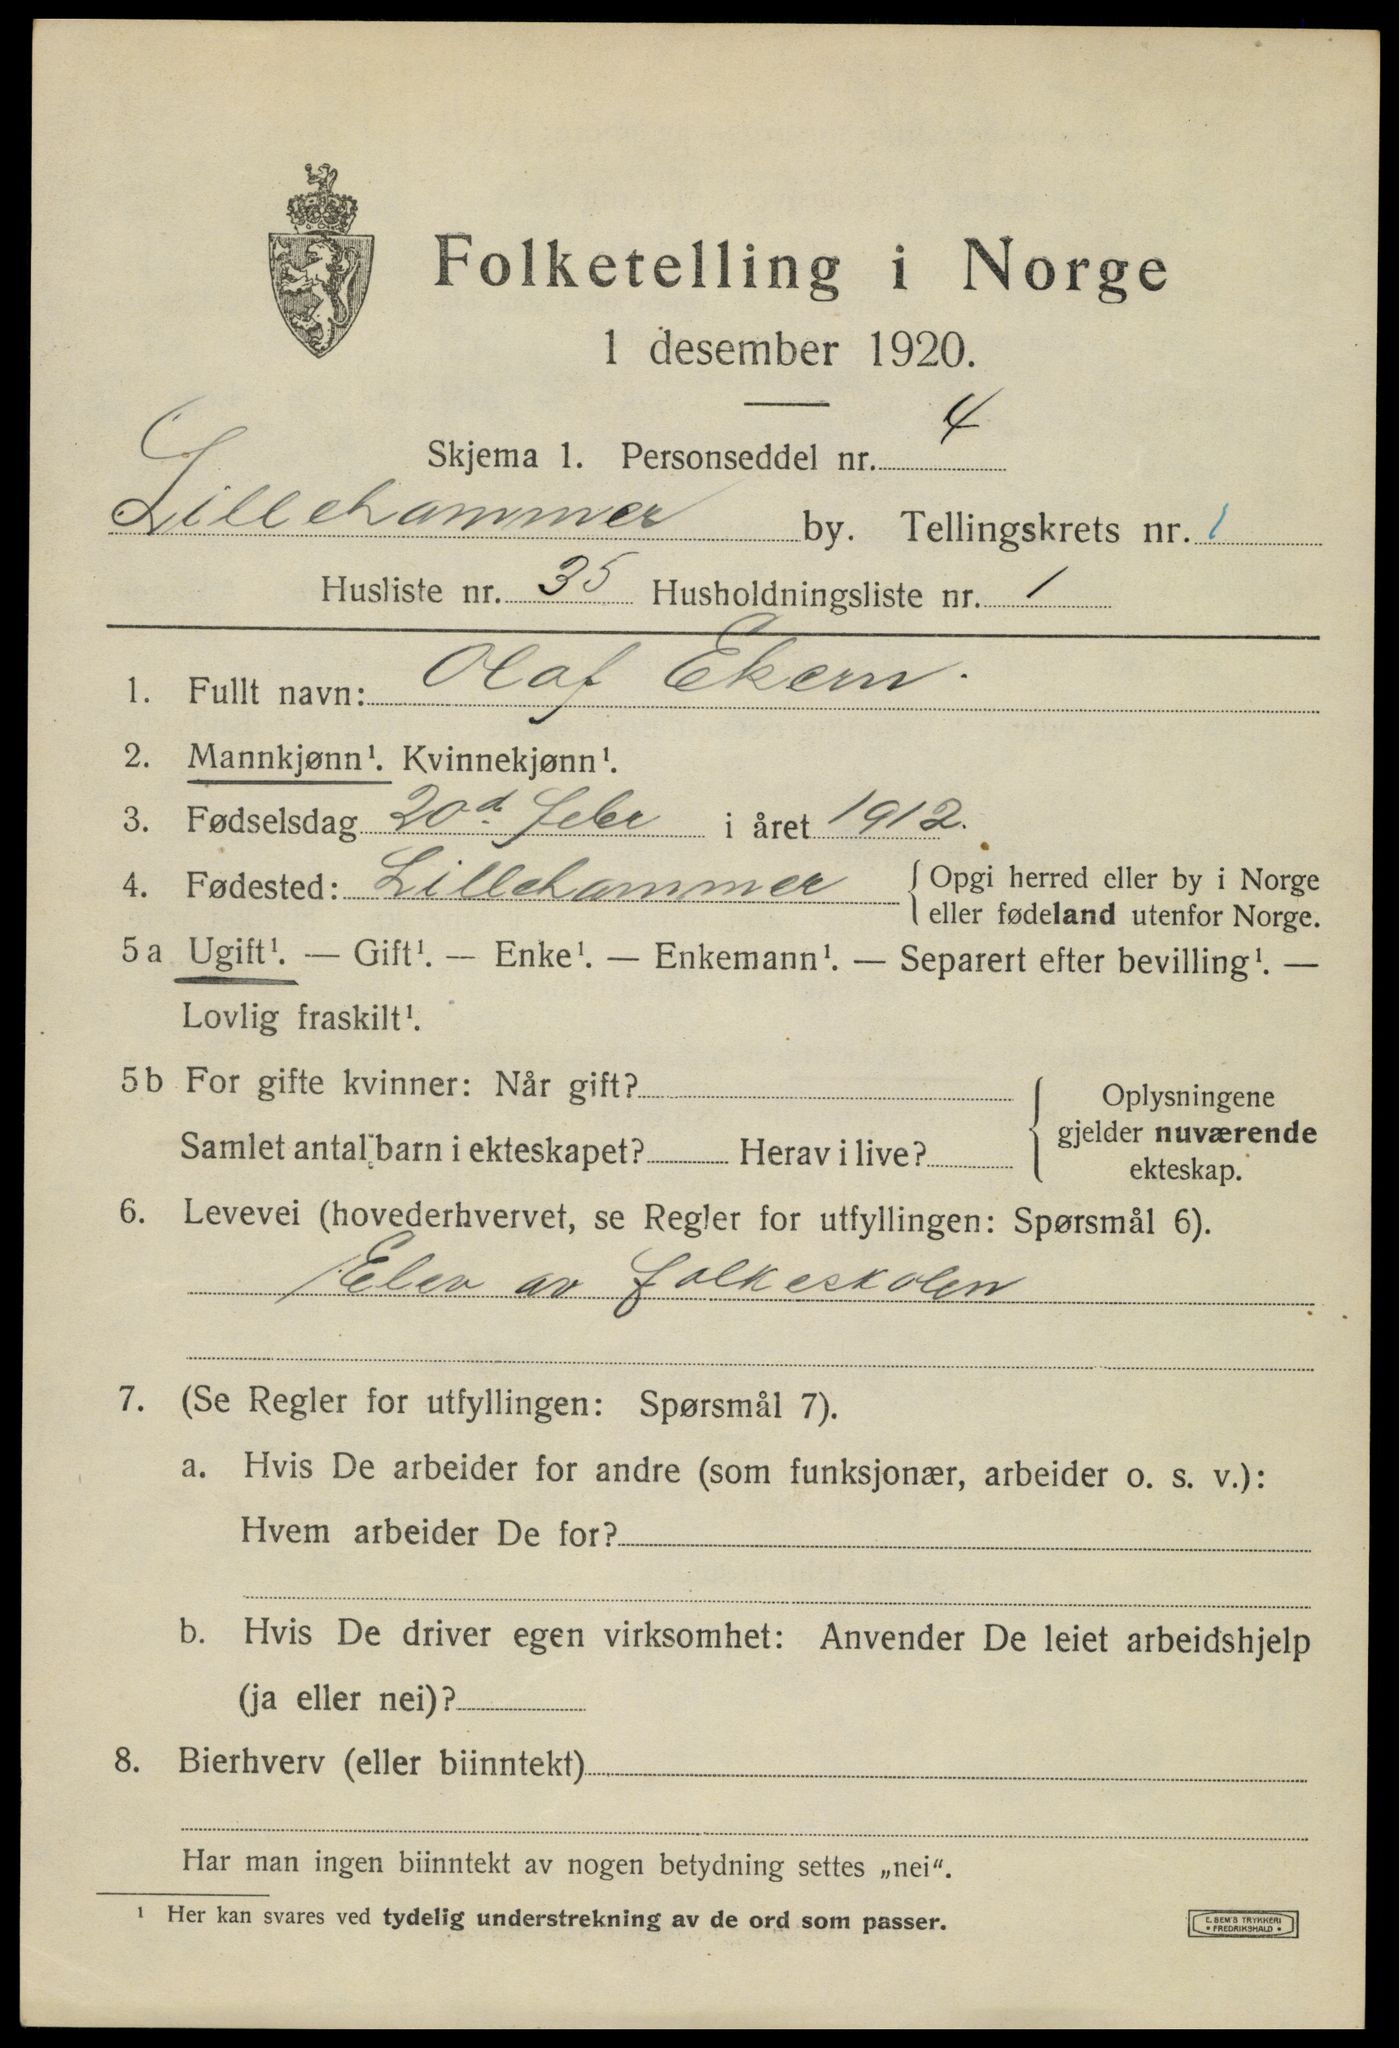 Folketelling i Norge
1 desember 1920.
Skjema 1. Personseddel nr. 4
Lillehammer by. Tellingskrets nr. 1
Husliste nr. 35 Husholdningsliste nr. 1
1. Fullt navn: Olaf Ekern.
2. Mannkjønn¹. Kvinnekjønn¹.
3. Fødselsdag 20d. febr i året 1912.
4. Fødested: Lillehammer { Opgi herred eller by i Norge
eller fødeland utenfor Norge.
5 a Ugift¹. — Gift¹. — Enke¹. — Enkemann¹. — Separert efter bevilling¹. —
Lovlig fraskilt¹.
5 b For gifte kvinner: Når gift?
Samlet antal barn i ekteskapet? Herav i live?
{ Oplysningene
gjelder nuværende
ekteskap.
6. Levevei (hovederhvervet, se Regler for utfyllingen: Spørsmål 6).
Elev av folkeskolen
7. (Se Regler for utfyllingen: Spørsmål 7).
a. Hvis De arbeider for andre (som funksjonær, arbeider o. s. v.):
Hvem arbeider De for?
b. Hvis De driver egen virksomhet: Anvender De leiet arbeidshjelp
(ja eller nei)?
8. Bierhverv (eller biinntekt)
Har man ingen biinntekt av nogen betydning settes „nei“.
¹ Her kan svares ved tydelig understrekning av de ord som passer.
E. SEM'S TRYKKERI
• FREDRIKSHALD •